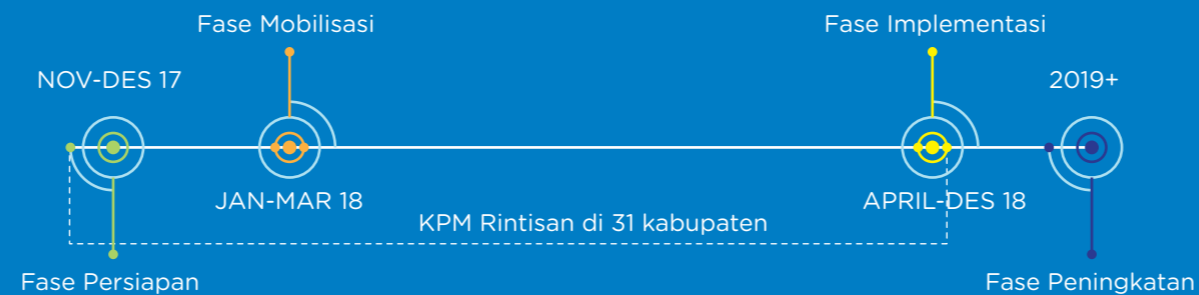 Fase Mobilisasi
Fase Implementasi
NOV-DES 17
2019+
JAN-MAR 18
APRIL-DES 18
KPM Rintisan di 31 kabupaten
Fase Persiapan
Fase Peningkatan